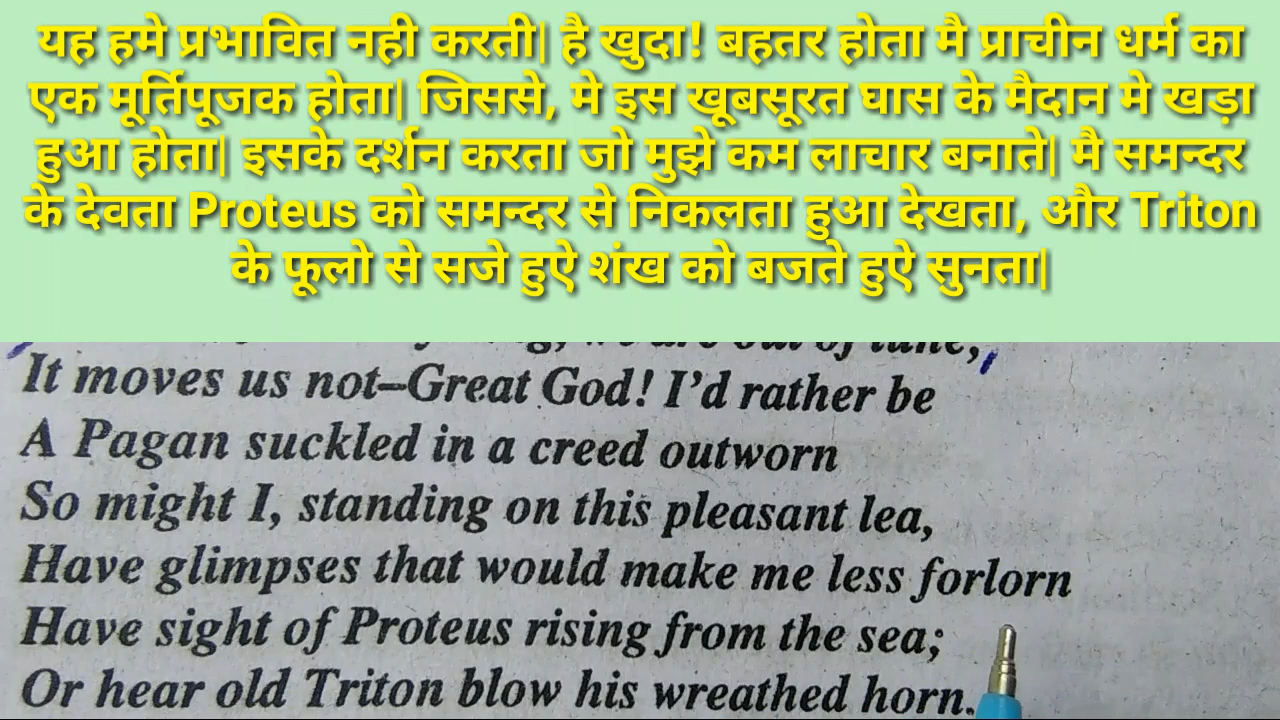 यह हमे प्रभावित नही करती| है खुदा! बहतर होता मै प्राचीन धर्म का
एक मूर्तिपूजक होता| जिससे, मे इस खूबसूरत घास के मैदान मे खड़ा
हुआ होता| इसके दर्शन करता जो मुझे कम लाचार बनाते| मै समन्दर
के देवता Proteus को समन्दर से निकलता हुआ देखता, और Triton
के फूलो से सजे हुऐ शंख को बजते हुऐ सुनता|
It moves us not–Great God! I'd rather be
A Pagan suckled in a creed outworn
So might I, standing on this pleasant lea,
Have glimpses that would make me less forlorn
Have sight of Proteus rising from the sea;
Or hear old Triton blow his wreathed horn.